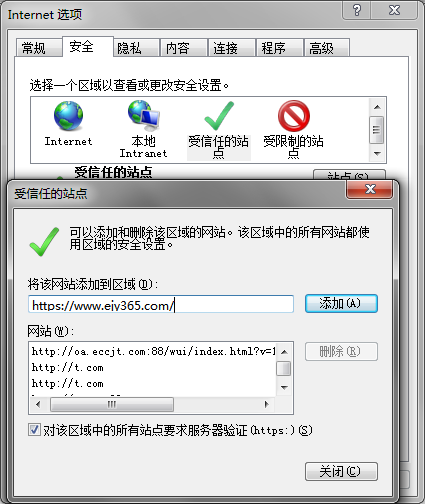 Internet 选项
常规 安全 隐私 内容 连接 程序 高级
选择一个区域以查看或更改安全设置。
Internet
本地
Intranet
受信任的站
点
受限制的站
点
受信任的站点
站点(S)
受信任的站点
可以添加和删除该区域的网站。该区域中的所有网站都使
用区域的安全设置。
将该网站添加到区域(D):
https://www.ejy365.com/
添加(A)
网站(W):
http://oa.eccjt.com:88/wui/index.html?v=1
http://t.com
http://t.com
删除(R)
对该区域中的所有站点要求服务器验证(https:)(S)
关闭(C)